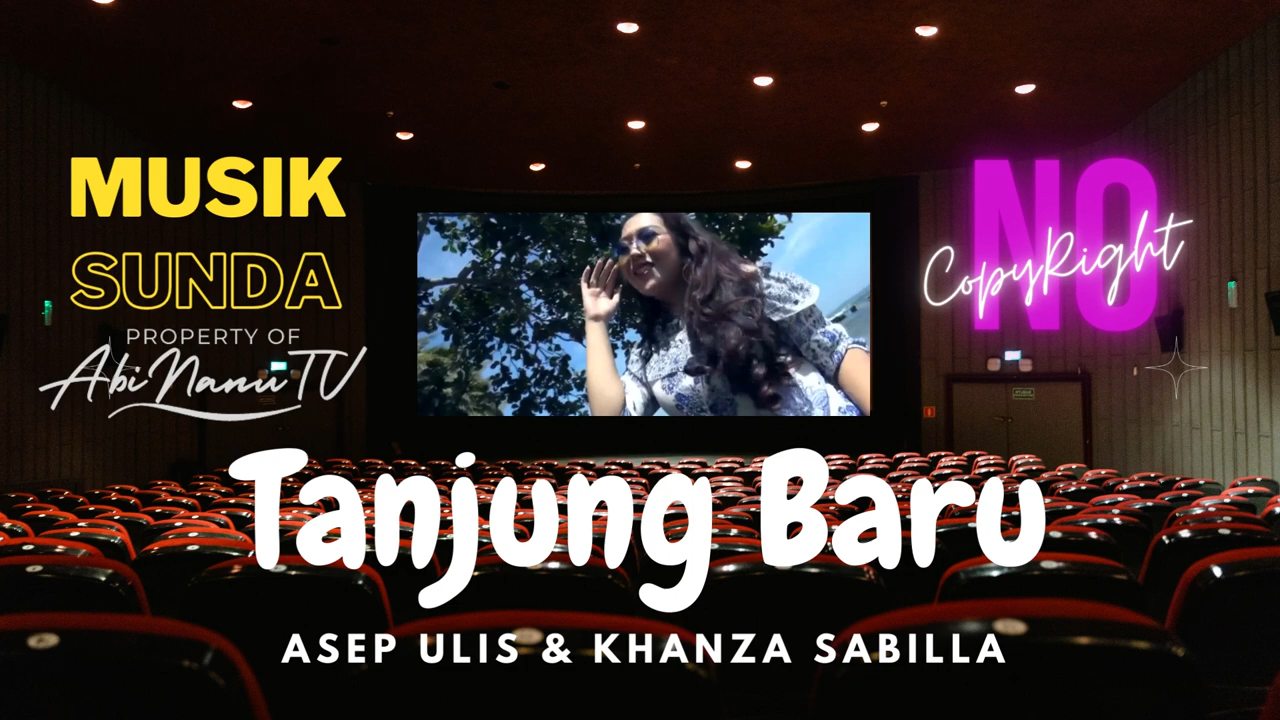 MUSIK
SUNDA
PROPERTY OF
Abi Nanu TV
NO
CopyRight
Tanjung Baru
ASEP ULIS & KHANZA SABILLA